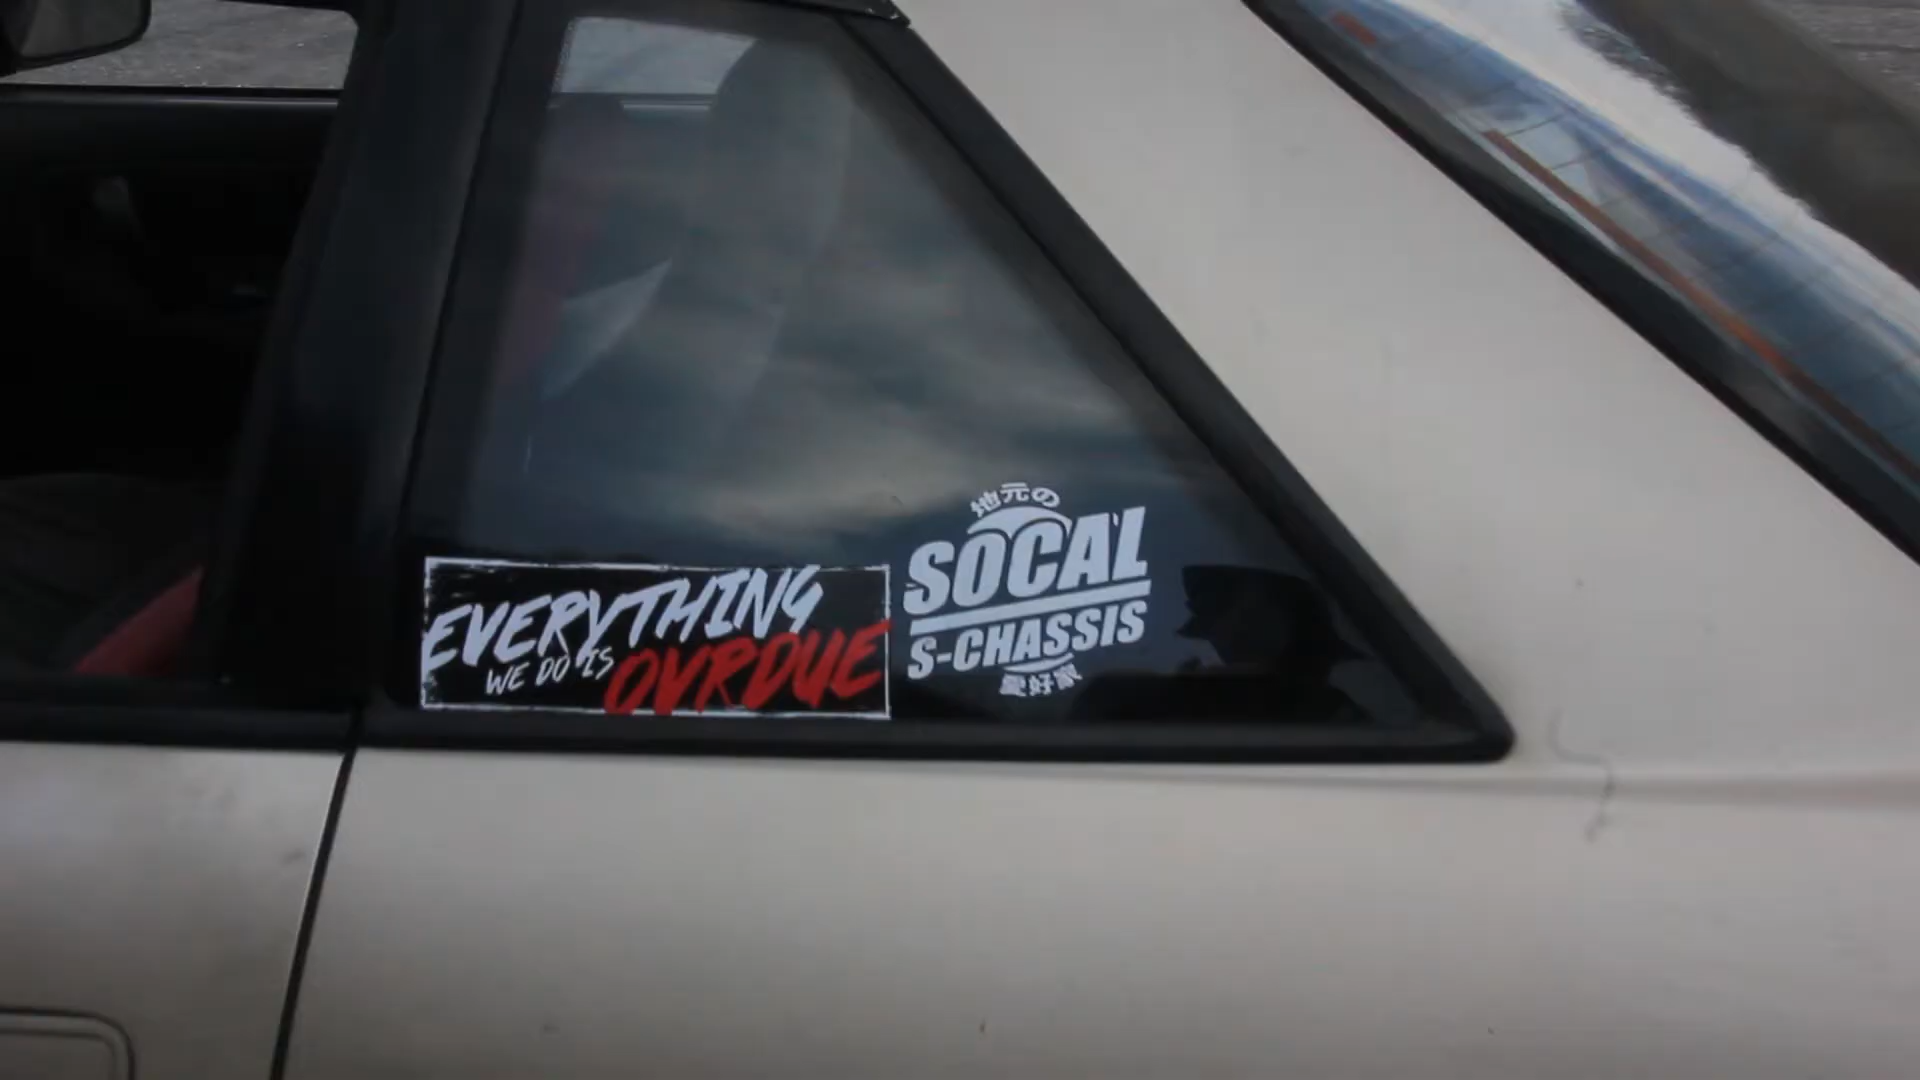 EVERYTHING
WE DO IS OVRDUE
地元の
SOCAL
S-CHASSIS
愛好家